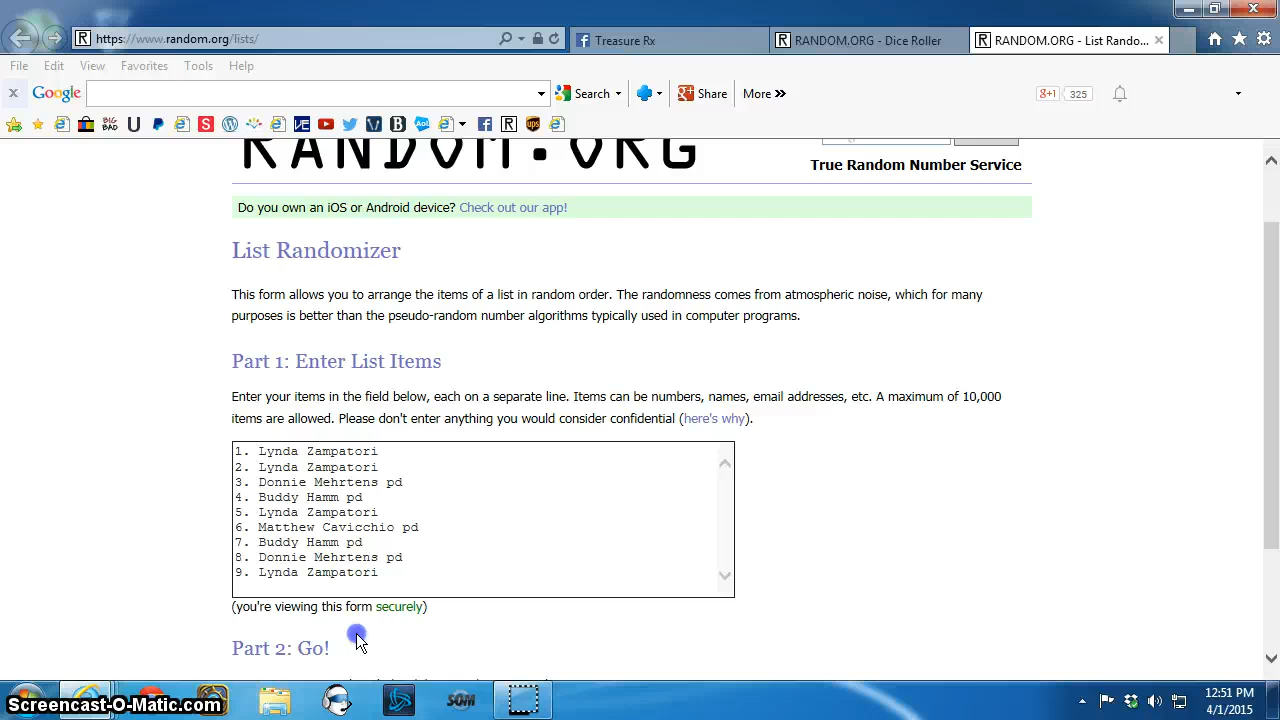 https://www.random.org/lists/
Treasure Rx
RANDOM.ORG - Dice Roller
RANDOM.ORG - List Rando...
File Edit View Favorites Tools Help
Google
Search
Share
More »
325
RANDOM.ORG
True Random Number Service
Do you own an iOS or Android device? Check out our app!
List Randomizer
This form allows you to arrange the items of a list in random order. The randomness comes from atmospheric noise, which for many
purposes is better than the pseudo-random number algorithms typically used in computer programs.
Part 1: Enter List Items
Enter your items in the field below, each on a separate line. Items can be numbers, names, email addresses, etc. A maximum of 10,000
items are allowed. Please don't enter anything you would consider confidential (here's why).
1. Lynda Zampatori
2. Lynda Zampatori
3. Donnie Mehrtens pd
4. Buddy Hamm pd
5. Lynda Zampatori
6. Matthew Cavicchio pd
7. Buddy Hamm pd
8. Donnie Mehrtens pd
9. Lynda Zampatori
(you're viewing this form securely)
Part 2: Go!
Screencast-O-Matic.com
SOM
12:51 PM
4/1/2015